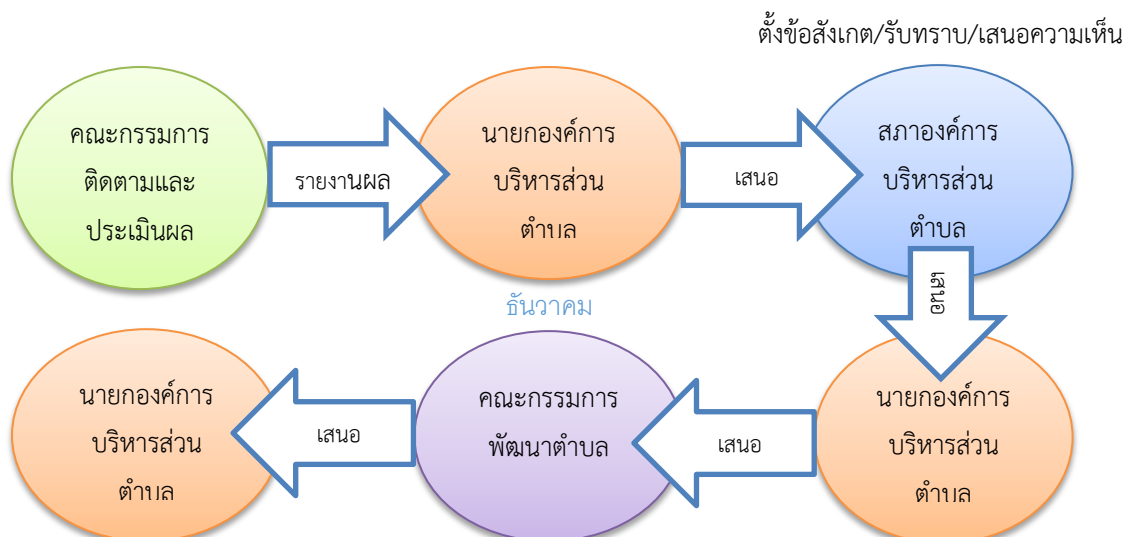 ตั้งข้อสังเกต/รับทราบ/เสนอความเห็น
คณะกรรมการ
ติดตามและ
ประเมินผล
รายงานผล
นายกองค์การ
บริหารส่วน
ตำบล
เสนอ
สภาองค์การ
บริหารส่วน
ตำบล
เสนอ
ธันวาคม
นายกองค์การ
บริหารส่วน
ตำบล
เสนอ
คณะกรรมการ
พัฒนาตำบล
เสนอ
นายกองค์การ
บริหารส่วน
ตำบล